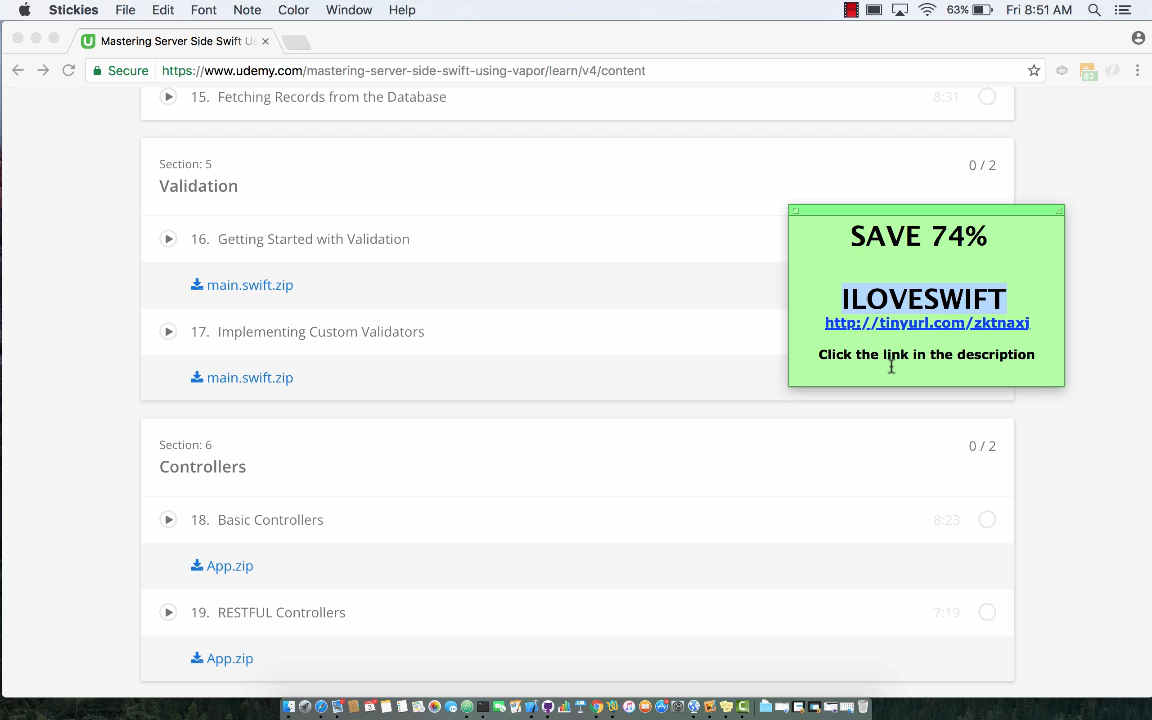 Stickies File Edit Font Note Color Window Help 63% Fri 8:51 AM
Mastering Server Side Swift Us
Secure https://www.udemy.com/mastering-server-side-swift-using-vapor/learn/v4/content
62
15. Fetching Records from the Database 8:31
Section: 5
0 / 2
Validation
16. Getting Started with Validation
main.swift.zip
17. Implementing Custom Validators
main.swift.zip
SAVE 74%
ILOVESWIFT
http://tinyurl.com/zktnaxj
Click the link in the description
Section: 6
0 / 2
Controllers
18. Basic Controllers 8:23
App.zip
19. RESTFUL Controllers 7:19
App.zip